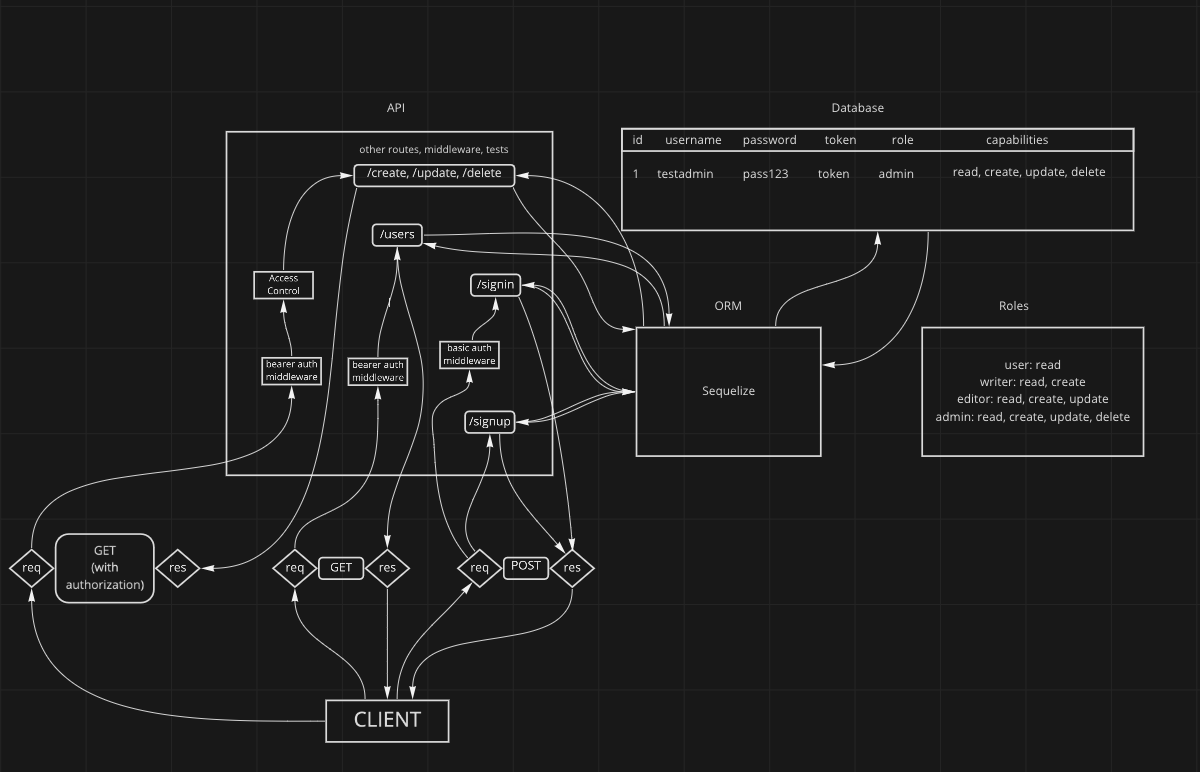 API
Database
other routes, middleware, tests
/create, /update, /delete
id username password token role capabilities
1 testadmin pass123 token admin read, create, update, delete
/users
Access
Control
/signin
ORM
Roles
bearer auth
middleware
bearer auth
middleware
basic auth
middleware
Sequelize
user: read
writer: read, create
editor: read, create, update
admin: read, create, update, delete
/signup
req
GET
(with
authorization)
res
req
GET
res
req
POST
res
CLIENT